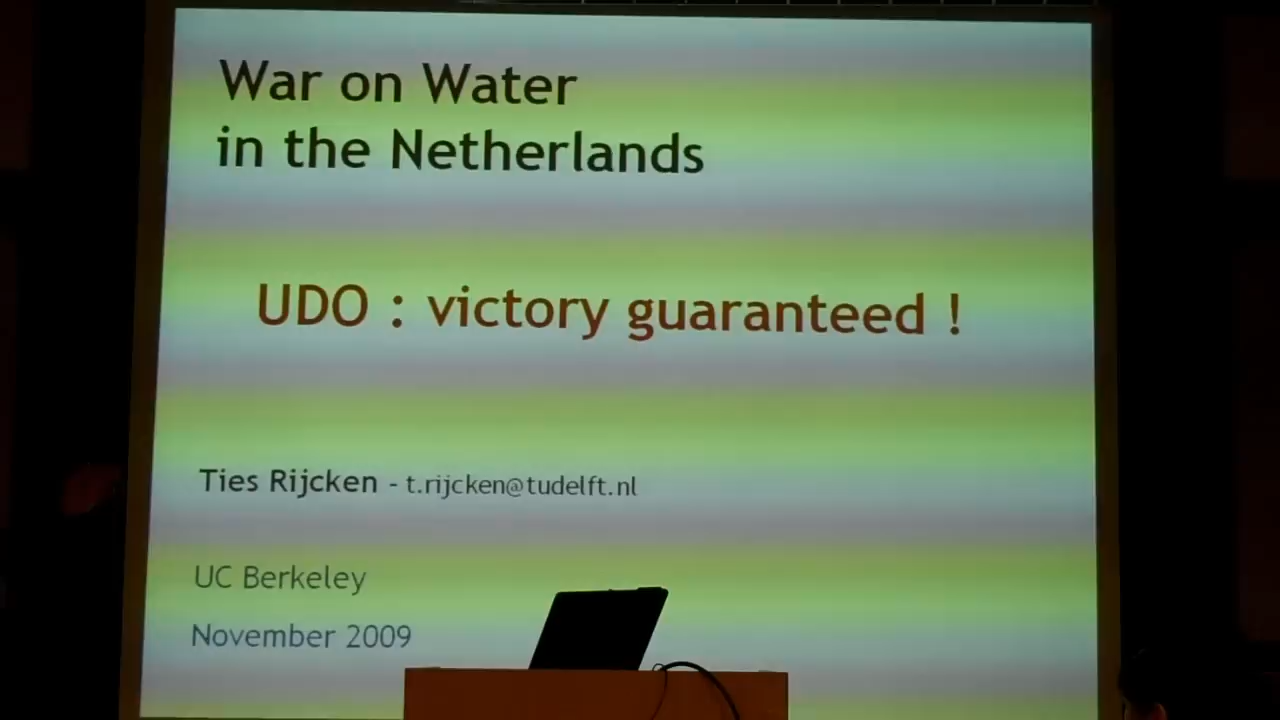 War on Water
in the Netherlands
UDO : victory guaranteed !
Ties Rijcken - t.rijcken@tudelft.nl
UC Berkeley
November 2009